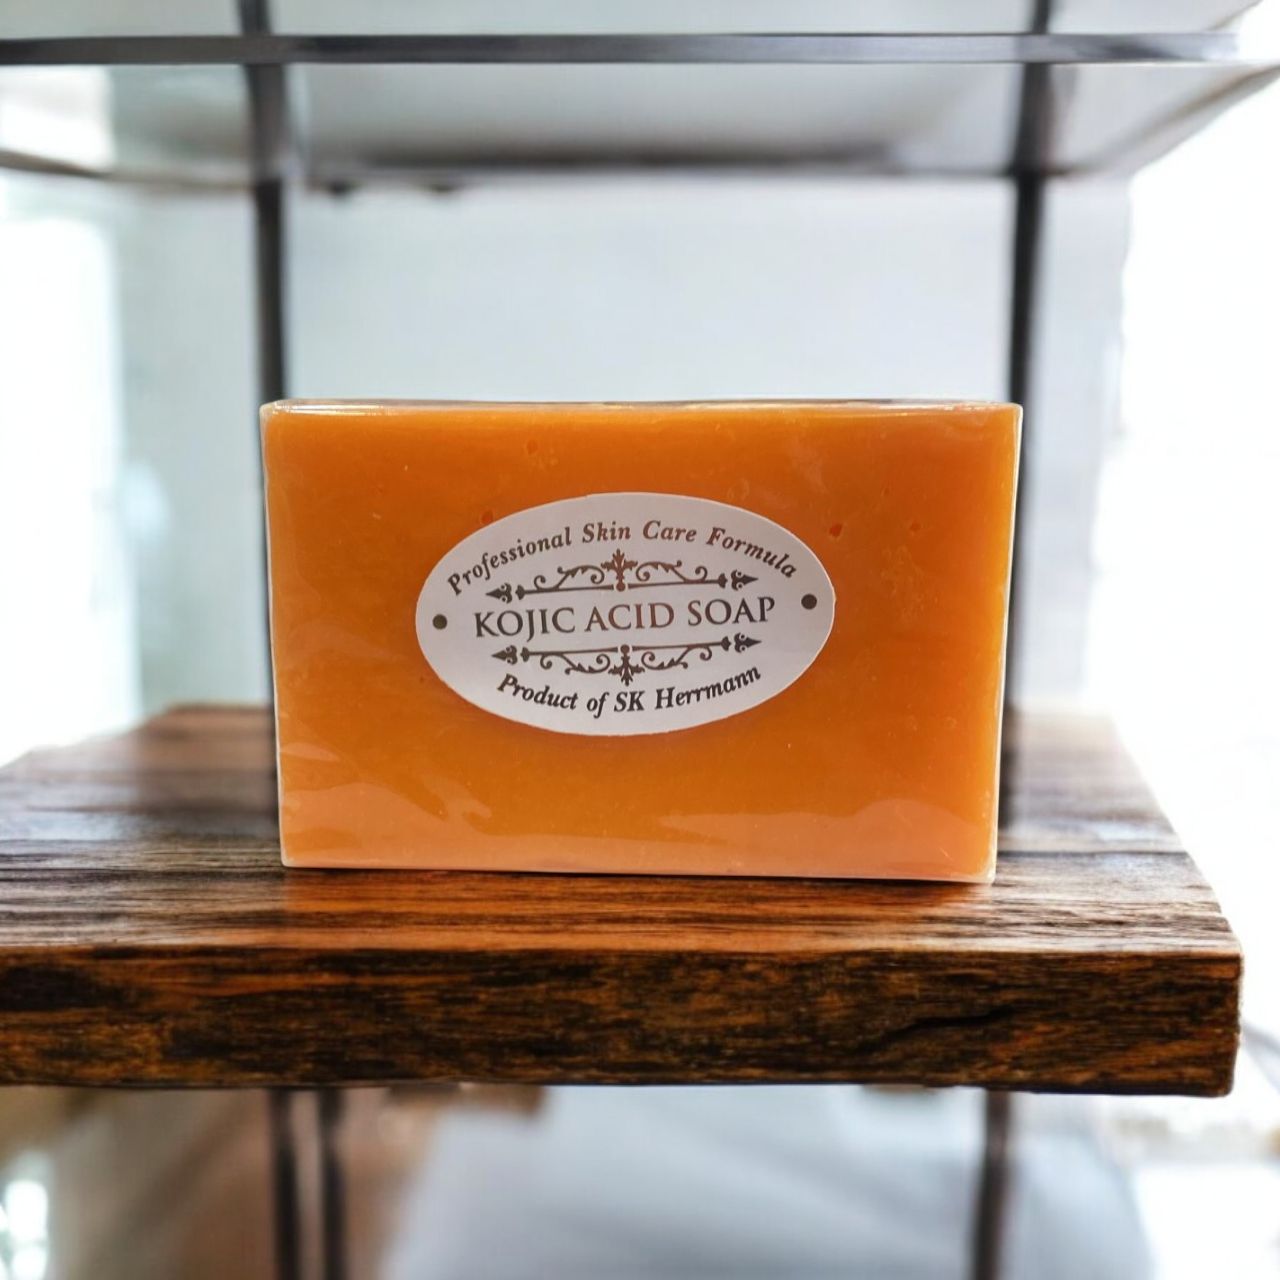 Professional Skin Care Formula
KOJIC ACID SOAP
Product of SK Herrmann